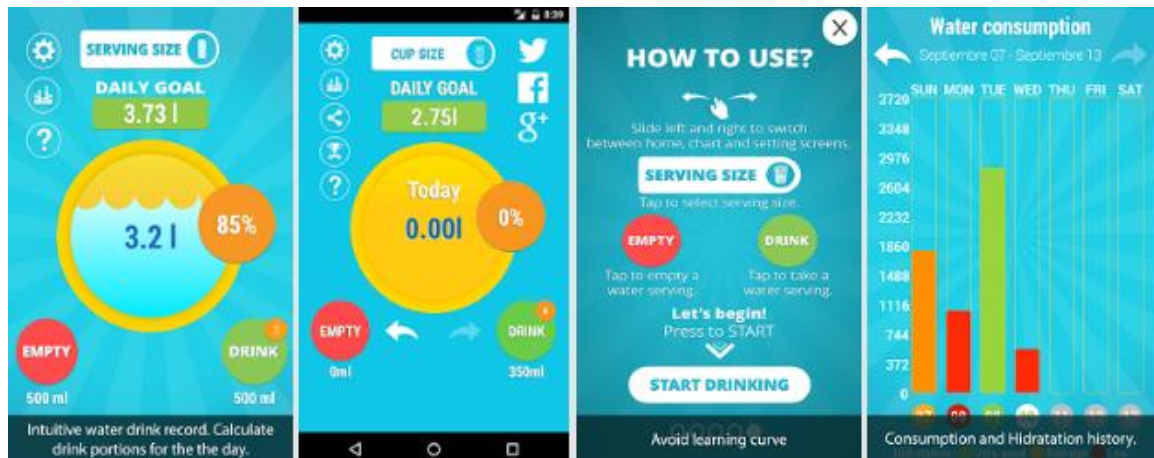 SERVING SIZE
DAILY GOAL
3.73 l
?
3.2 l
85%
EMPTY
DRINK
500 ml
500 ml
Intuitive water drink record. Calculate
drink portions for the the day.
8:39
CUP SIZE
DAILY GOAL
2.75l
g+
?
Today
0.00l
0%
EMPTY
DRINK
0ml
350ml
X
HOW TO USE?
Slide left and right to switch
between home, chart and setting screens.
SERVING SIZE
Tap to select serving size.
EMPTY
DRINK
Tap to empty a
water serving.
Tap to take a
water serving.
Let's begin!
Press to START
START DRINKING
Avoid learning curve
Water consumption
Septiembre 07 - Septiembre 13
SUN MON TUE WED THU FRI SAT
3720
3348
2976
2604
2232
1860
1488
1116
744
372
0
Consumption and Hidratation history.